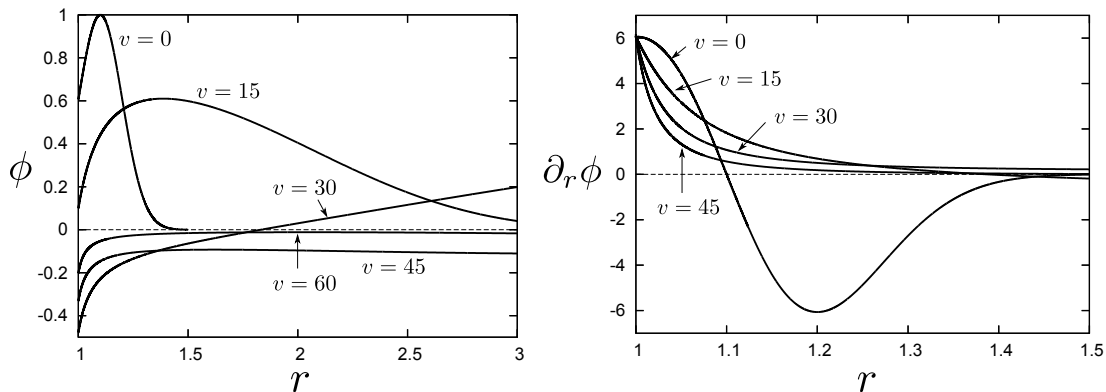 1
0.8
0.6
0.4
0.2
0
-0.2
-0.4
ϕ
v = 0
v = 15
v = 30
v = 45
v = 60
1 1.5 2 2.5 3
r
6
4
2
0
-2
-4
-6
∂rϕ
v = 0
v = 15
v = 30
v = 45
1 1.1 1.2 1.3 1.4 1.5
r